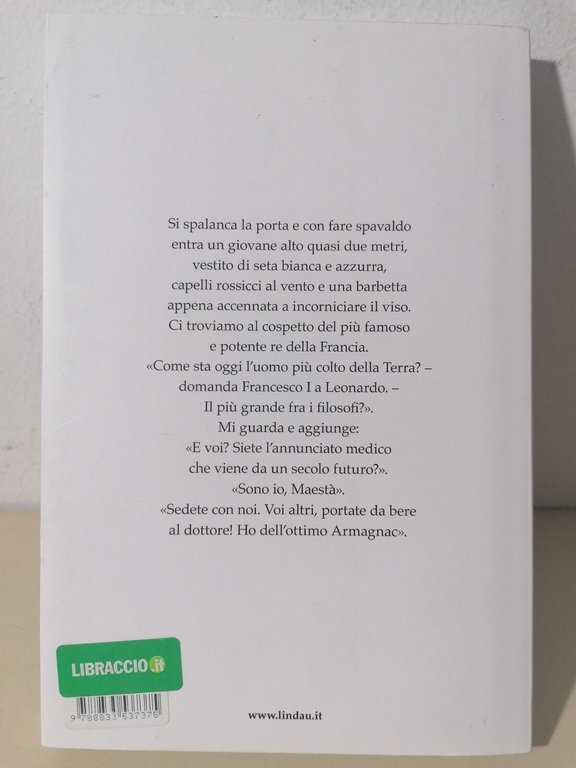 Si spalanca la porta e con fare spavaldo
entra un giovane alto quasi due metri,
vestito di seta bianca e azzurra,
capelli rossicci al vento e una barbetta
appena accennata a incorniciare il viso.
Ci troviamo al cospetto del più famoso
e potente re della Francia.
«Come sta oggi l’uomo più colto della Terra? –
domanda Francesco I a Leonardo. –
Il più grande fra i filosofi?».
Mi guarda e aggiunge:
«E voi? Siete l’annunciato medico
che viene da un secolo futuro?».
«Sono io, Maestà».
«Sedete con noi. Voi altri, portate da bere
al dottore! Ho dell’ottimo Armagnac».
LIBRACCIO.it
9 788833 537375
www.lindau.it